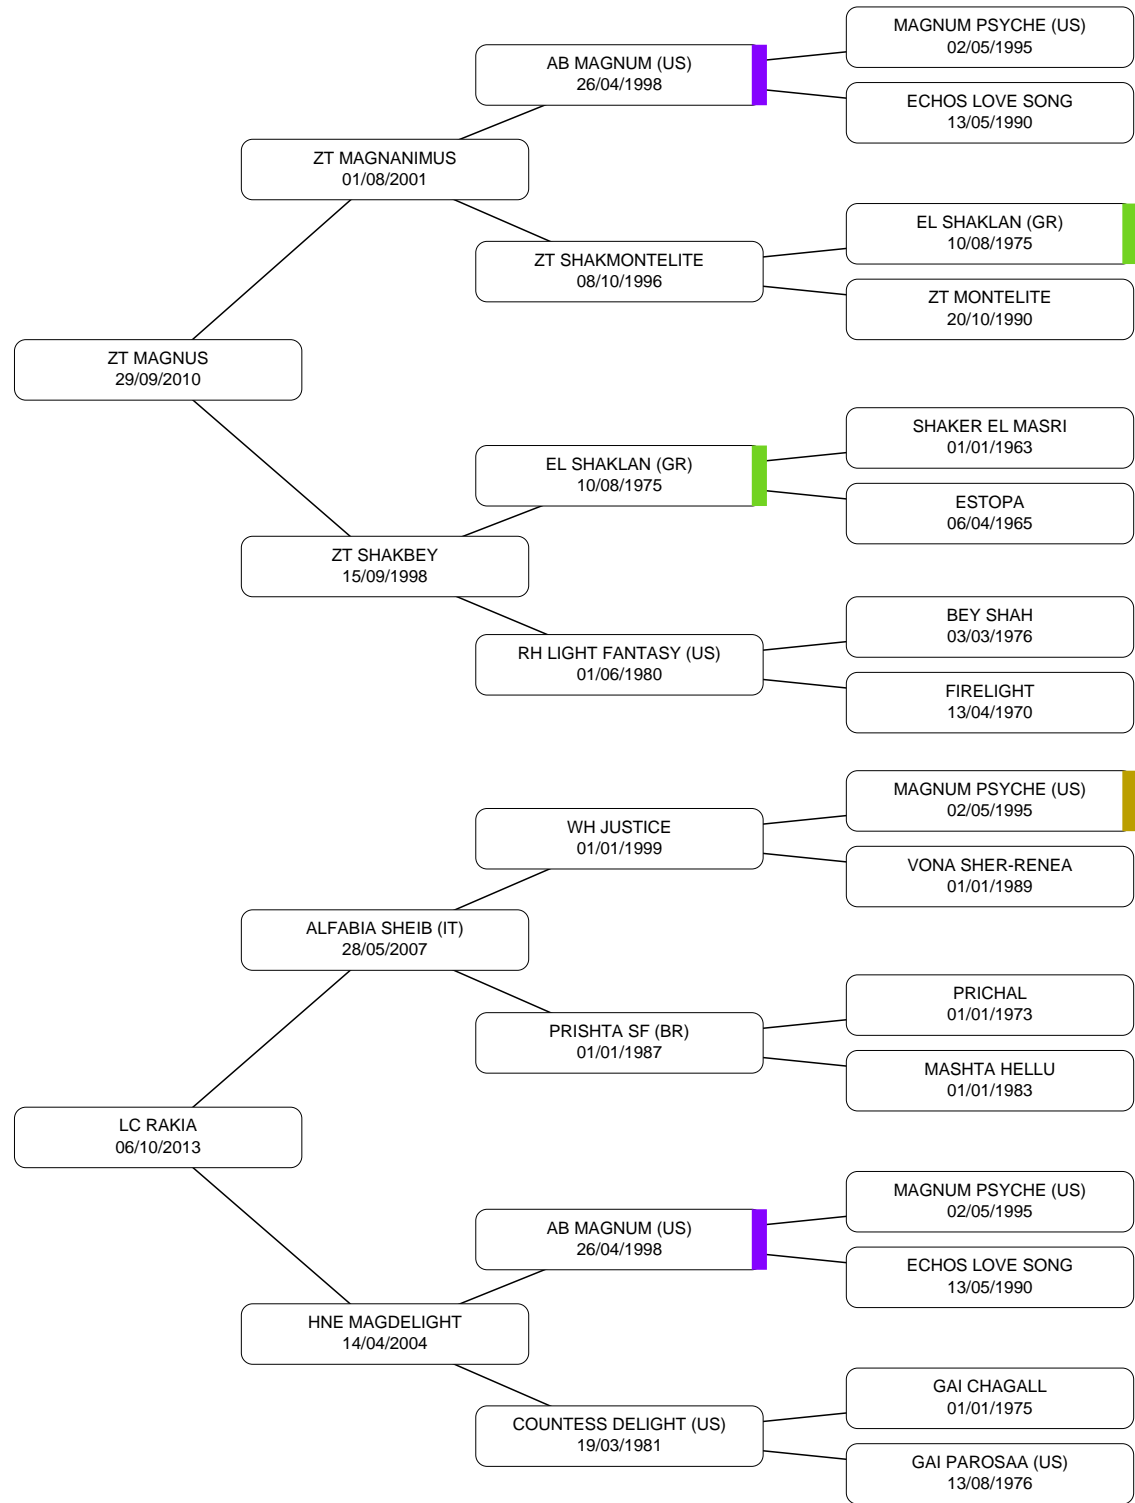 MAGNUM PSYCHE (US)
02/05/1995
AB MAGNUM (US)
26/04/1998
ECHOS LOVE SONG
13/05/1990
ZT MAGNANIMUS
01/08/2001
EL SHAKLAN (GR)
10/08/1975
ZT SHAKMONTELITE
08/10/1996
ZT MONTELITE
20/10/1990
ZT MAGNUS
29/09/2010
SHAKER EL MASRI
01/01/1963
EL SHAKLAN (GR)
10/08/1975
ESTOPA
06/04/1965
ZT SHAKBEY
15/09/1998
BEY SHAH
03/03/1976
RH LIGHT FANTASY (US)
01/06/1980
FIRELIGHT
13/04/1970
MAGNUM PSYCHE (US)
02/05/1995
WH JUSTICE
01/01/1999
VONA SHER-RENEA
01/01/1989
ALFABIA SHEIB (IT)
28/05/2007
PRICHAL
01/01/1973
PRISHTA SF (BR)
01/01/1987
MASHTA HELLU
01/01/1983
LC RAKIA
06/10/2013
MAGNUM PSYCHE (US)
02/05/1995
AB MAGNUM (US)
26/04/1998
ECHOS LOVE SONG
13/05/1990
HNE MAGDELIGHT
14/04/2004
GAI CHAGALL
01/01/1975
COUNTESS DELIGHT (US)
19/03/1981
GAI PAROSAA (US)
13/08/1976